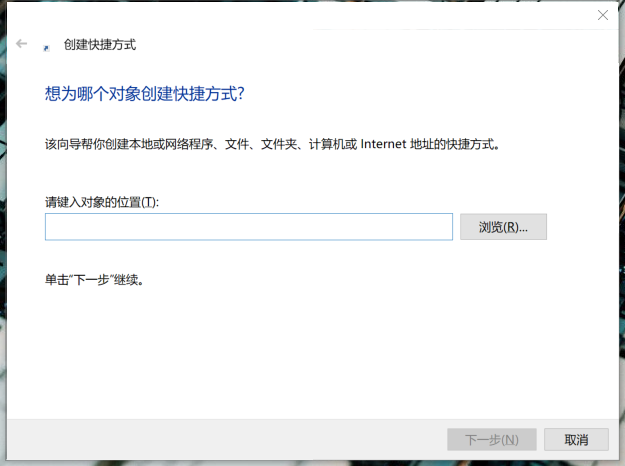 创建快捷方式
想为哪个对象创建快捷方式?
该向导帮你创建本地或网络程序、文件、文件夹、计算机或 Internet 地址的快捷方式。
请键入对象的位置(T):
浏览(R)...
单击"下一步"继续。
下一步(N)
取消